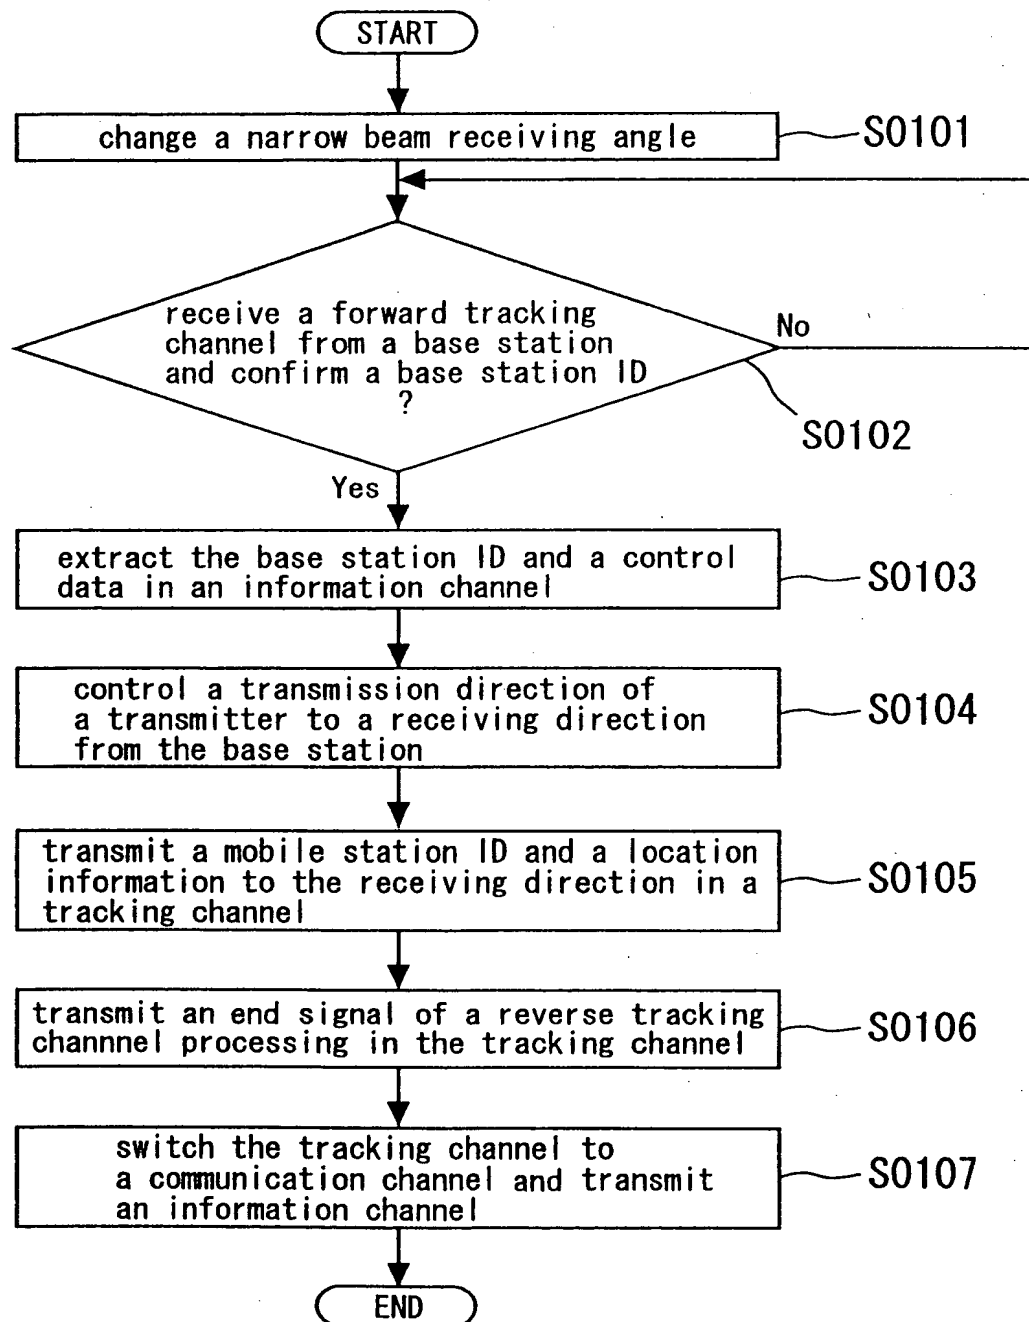 START
change a narrow beam receiving angle
S0101
receive a forward tracking
channel from a base station
and confirm a base station ID
?
No
S0102
Yes
extract the base station ID and a control
data in an information channel
S0103
control a transmission direction of
a transmitter to a receiving direction
from the base station
S0104
transmit a mobile station ID and a location
information to the receiving direction in a
tracking channel
S0105
transmit an end signal of a reverse tracking
channnel processing in the tracking channel
S0106
switch the tracking channel to
a communication channel and transmit
an information channel
S0107
END